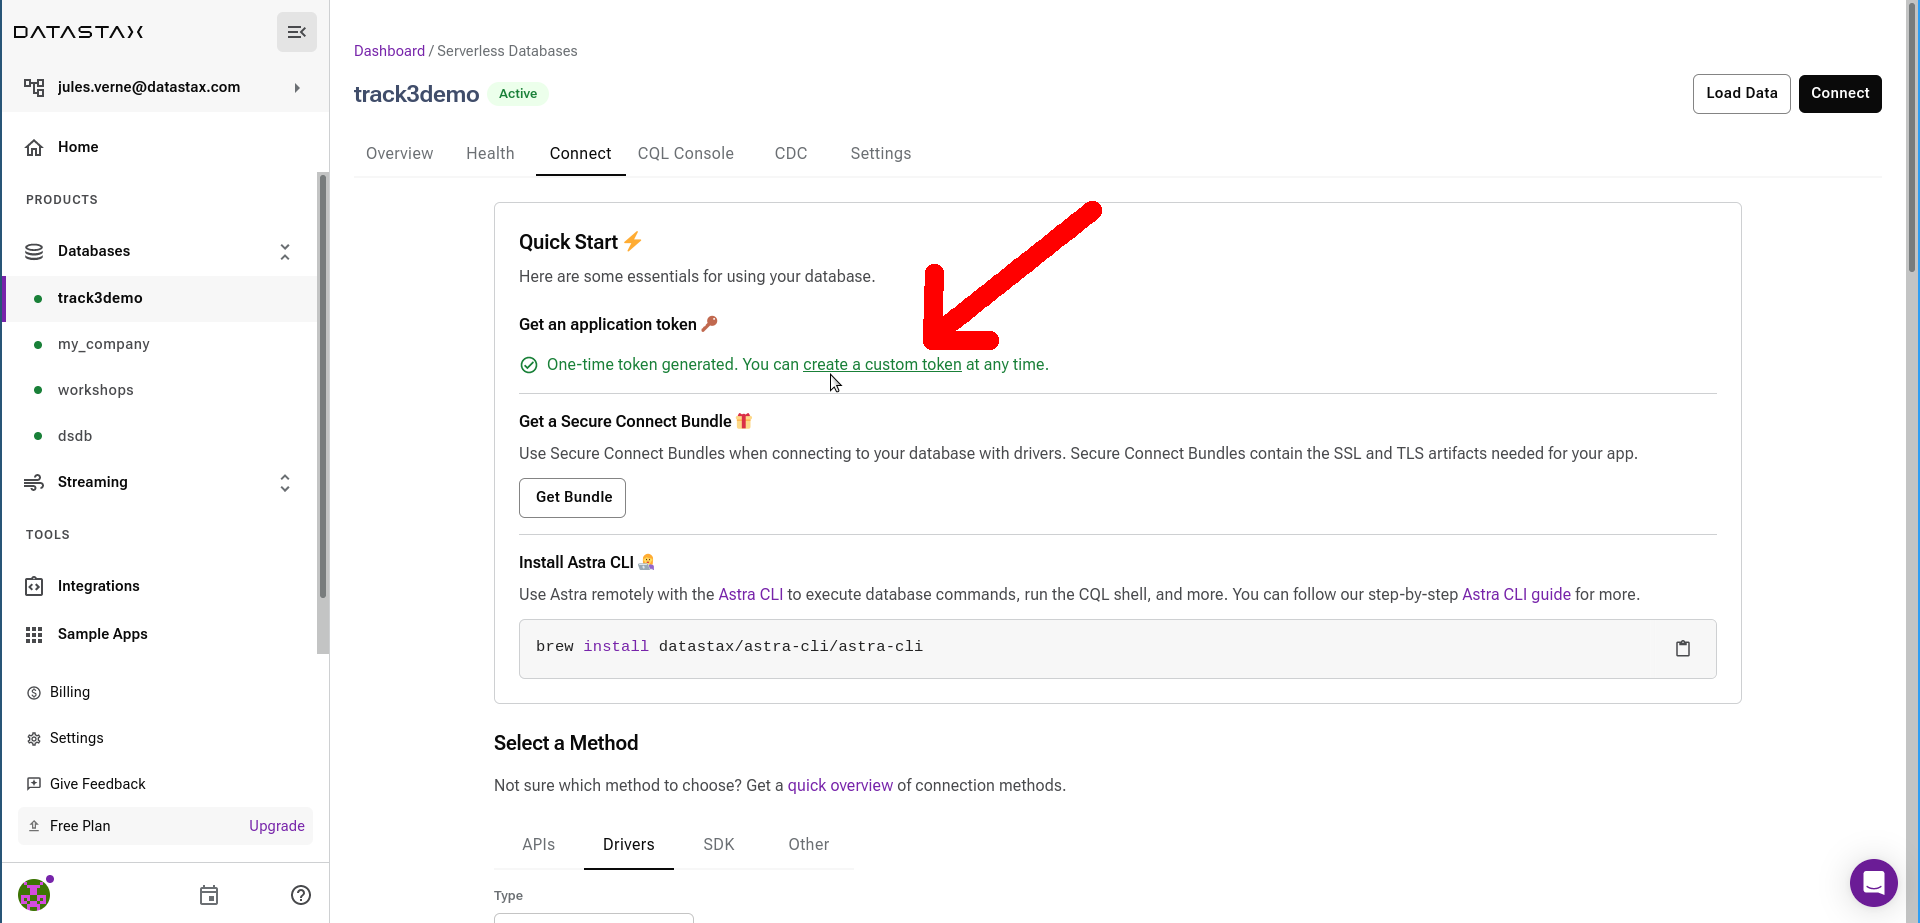 DATASTAX
jules.verne@datastax.com
Home
PRODUCTS
Databases
track3demo
my_company
workshops
dsdb
Streaming
TOOLS
Integrations
Sample Apps
Billing
Settings
Give Feedback
Free Plan Upgrade
Dashboard / Serverless Databases
track3demo Active
Load Data Connect
Overview Health Connect CQL Console CDC Settings
Quick Start
Here are some essentials for using your database.
Get an application token
One-time token generated. You can create a custom token at any time.
Get a Secure Connect Bundle
Use Secure Connect Bundles when connecting to your database with drivers. Secure Connect Bundles contain the SSL and TLS artifacts needed for your app.
Get Bundle
Install Astra CLI
Use Astra remotely with the Astra CLI to execute database commands, run the CQL shell, and more. You can follow our step-by-step Astra CLI guide for more.
brew install datastax/astra-cli/astra-cli
Select a Method
Not sure which method to choose? Get a quick overview of connection methods.
APIs Drivers SDK Other
Type